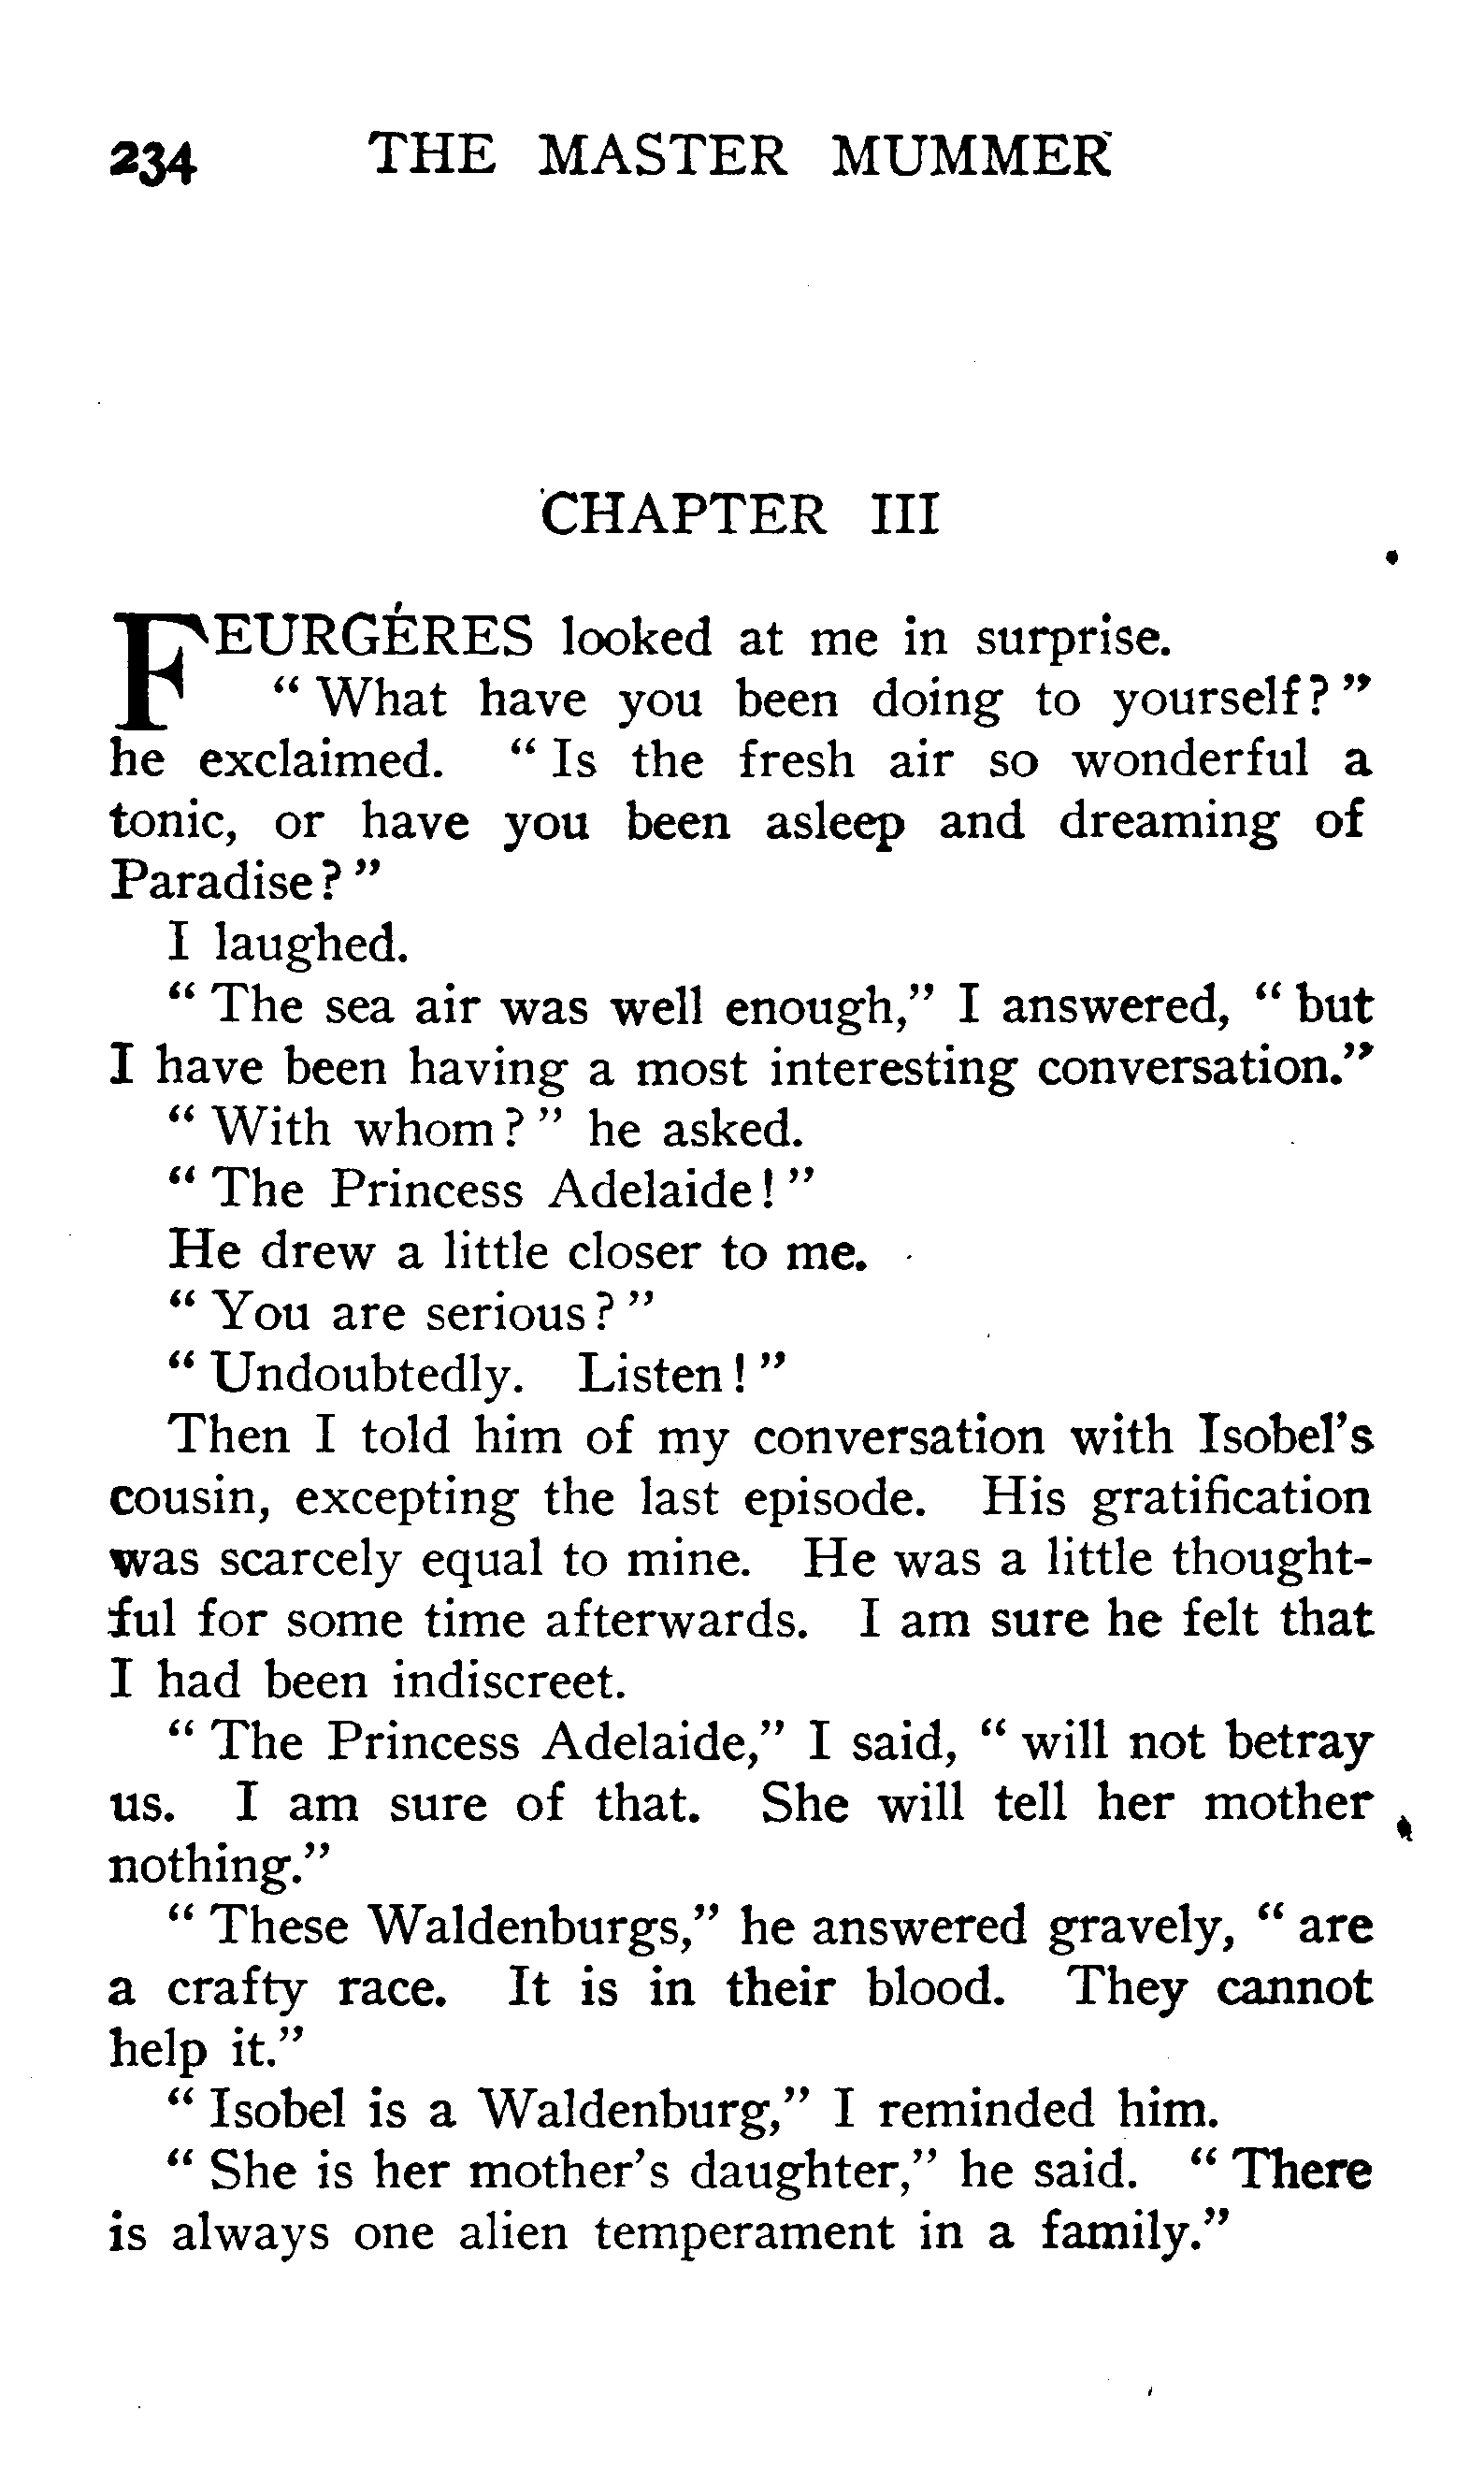 234 THE MASTER MUMMER
CHAPTER III
FEURGÉRES looked at me in surprise.
“ What have you been doing to yourself? ”
he exclaimed. “ Is the fresh air so wonderful a
tonic, or have you been asleep and dreaming of
Paradise? ”
I laughed.
“ The sea air was well enough,” I answered, “ but
I have been having a most interesting conversation.”
“ With whom? ” he asked.
“ The Princess Adelaide! ”
He drew a little closer to me.
“ You are serious? ”
“ Undoubtedly. Listen! ”
Then I told him of my conversation with Isobel’s
cousin, excepting the last episode. His gratification
was scarcely equal to mine. He was a little thought-
ful for some time afterwards. I am sure he felt that
I had been indiscreet.
“ The Princess Adelaide,” I said, “ will not betray
us. I am sure of that. She will tell her mother
nothing.”
“ These Waldenburgs,” he answered gravely, “ are
a crafty race. It is in their blood. They cannot
help it.”
“ Isobel is a Waldenburg,” I reminded him.
“ She is her mother’s daughter,” he said. “ There
is always one alien temperament in a family.”